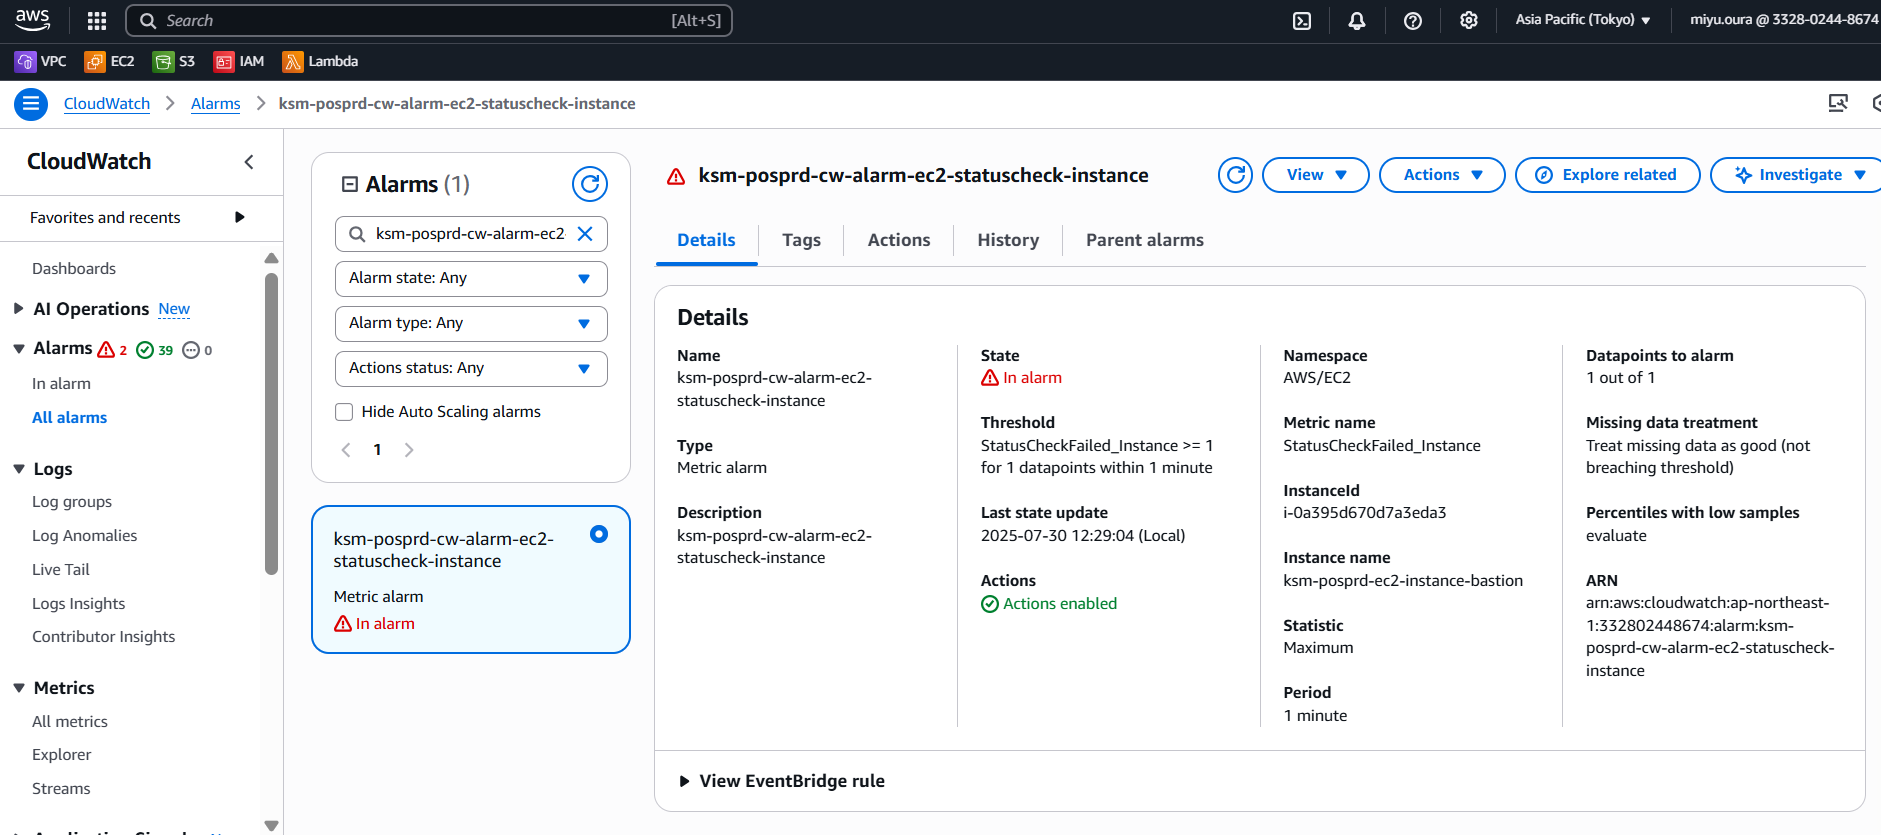 aws
Search
[Alt+S]
Asia Pacific (Tokyo)
miyu.oura @ 3328-0244-8674
VPC
EC2
S3
IAM
Lambda
CloudWatch
Alarms
ksm-posprd-cw-alarm-ec2-statuscheck-instance
CloudWatch
Favorites and recents
Dashboards
AI Operations New
Alarms 2 39 0
In alarm
All alarms
Logs
Log groups
Log Anomalies
Live Tail
Logs Insights
Contributor Insights
Metrics
All metrics
Explorer
Streams
Alarms (1)
ksm-posprd-cw-alarm-ec2-
Alarm state: Any
Alarm type: Any
Actions status: Any
Hide Auto Scaling alarms
1
ksm-posprd-cw-alarm-ec2-
statuscheck-instance
Metric alarm
In alarm
ksm-posprd-cw-alarm-ec2-statuscheck-instance
View
Actions
Explore related
Investigate
Details
Tags
Actions
History
Parent alarms
Details
Name
ksm-posprd-cw-alarm-ec2-
statuscheck-instance
Type
Metric alarm
Description
ksm-posprd-cw-alarm-ec2-
statuscheck-instance
State
In alarm
Threshold
StatusCheckFailed_Instance >= 1
for 1 datapoints within 1 minute
Last state update
2025-07-30 12:29:04 (Local)
Actions
Actions enabled
Namespace
AWS/EC2
Metric name
StatusCheckFailed_Instance
InstanceId
i-0a395d670d7a3eda3
Instance name
ksm-posprd-ec2-instance-bastion
Statistic
Maximum
Period
1 minute
Datapoints to alarm
1 out of 1
Missing data treatment
Treat missing data as good (not
breaching threshold)
Percentiles with low samples
evaluate
ARN
arn:aws:cloudwatch:ap-northeast-
1:332802448674:alarm:ksm-
posprd-cw-alarm-ec2-statuscheck-
instance
View EventBridge rule